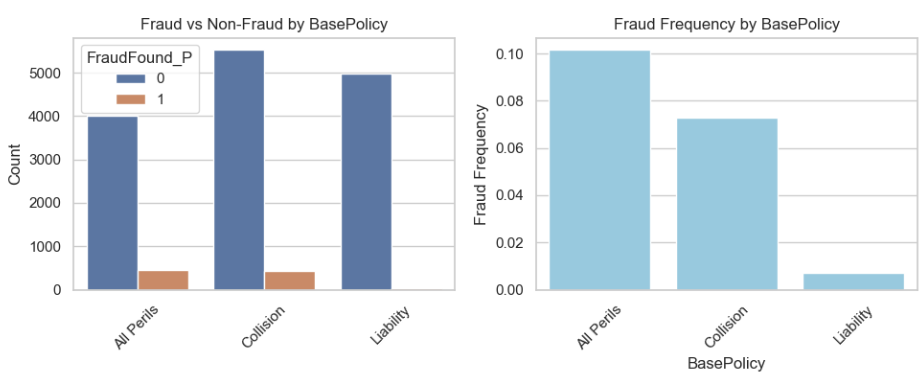 Fraud vs Non-Fraud by BasePolicy
FraudFound_P
0
1
5000
4000
3000
2000
1000
0
Count
All Perils
Collision
Liability
Fraud Frequency by BasePolicy
0.10
0.08
0.06
0.04
0.02
0.00
Fraud Frequency
All Perils
Collision
Liability
BasePolicy